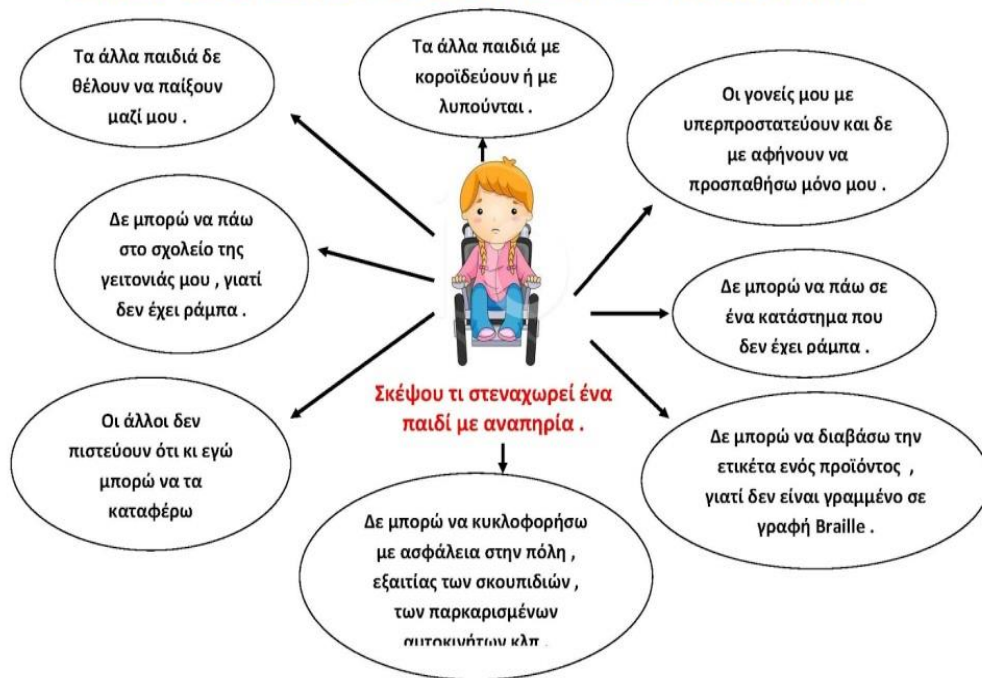 Τα άλλα παιδιά δε
θέλουν να παίξουν
μαζί μου .
Τα άλλα παιδιά με
κοροϊδεύουν ή με
λυπούνται .
Οι γονείς μου με
υπερπροστατεύουν και δε
με αφήνουν να
προσπαθήσω μόνο μου .
Δε μπορώ να πάω
στο σχολείο της
γειτονιάς μου , γιατί
δεν έχει ράμπα .
Δε μπορώ να πάω σε
ένα κατάστημα που
δεν έχει ράμπα .
Σκέψου τι στεναχωρεί ένα
παιδί με αναπηρία .
Οι άλλοι δεν
πιστεύουν ότι κι εγώ
μπορώ να τα
καταφέρω
Δε μπορώ να διαβάσω την
ετικέτα ενός προϊόντος ,
γιατί δεν είναι γραμμένο σε
γραφή Braille .
Δε μπορώ να κυκλοφορήσω
με ασφάλεια στην πόλη ,
εξαιτίας των σκουπιδιών ,
των παρκαρισμένων
αυτοκινήτων κλπ .